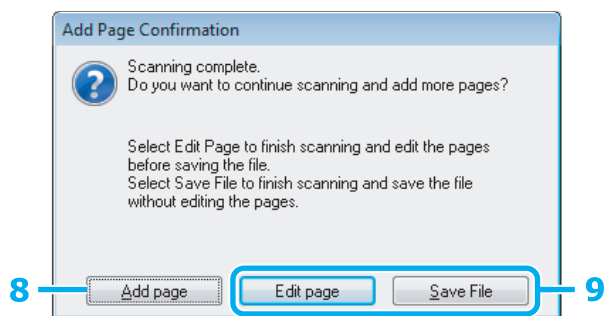 Add Page Confirmation
Scanning complete.
Do you want to continue scanning and add more pages?
Select Edit Page to finish scanning and edit the pages
before saving the file.
Select Save File to finish scanning and save the file
without editing the pages.
8 Add page Edit page Save File 9